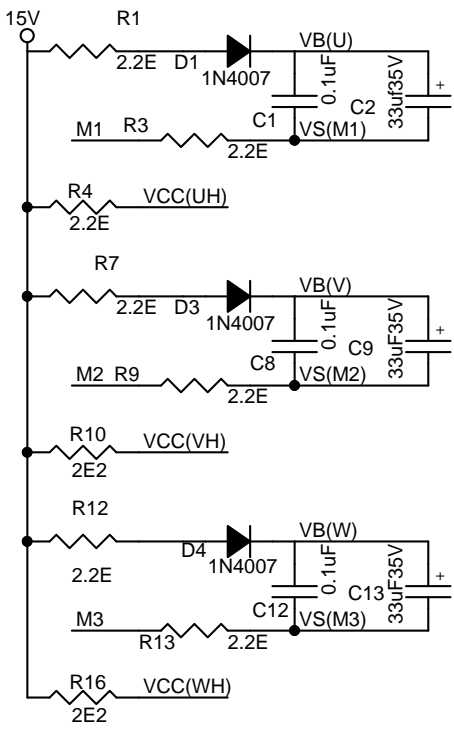 15V
R1
2.2E
D1
1N4007
VB(U)
0.1uF
C1
C2
33uf35V
+
M1
R3
2.2E
VS(M1)
R4
2.2E
VCC(UH)
R7
2.2E
D3
1N4007
VB(V)
0.1uF
C8
C9
33uF35V
+
M2
R9
2.2E
VS(M2)
R10
2E2
VCC(VH)
R12
2.2E
D4
1N4007
VB(W)
0.1uF
C12
C13
33uF35V
+
M3
R13
2.2E
VS(M3)
R16
2E2
VCC(WH)